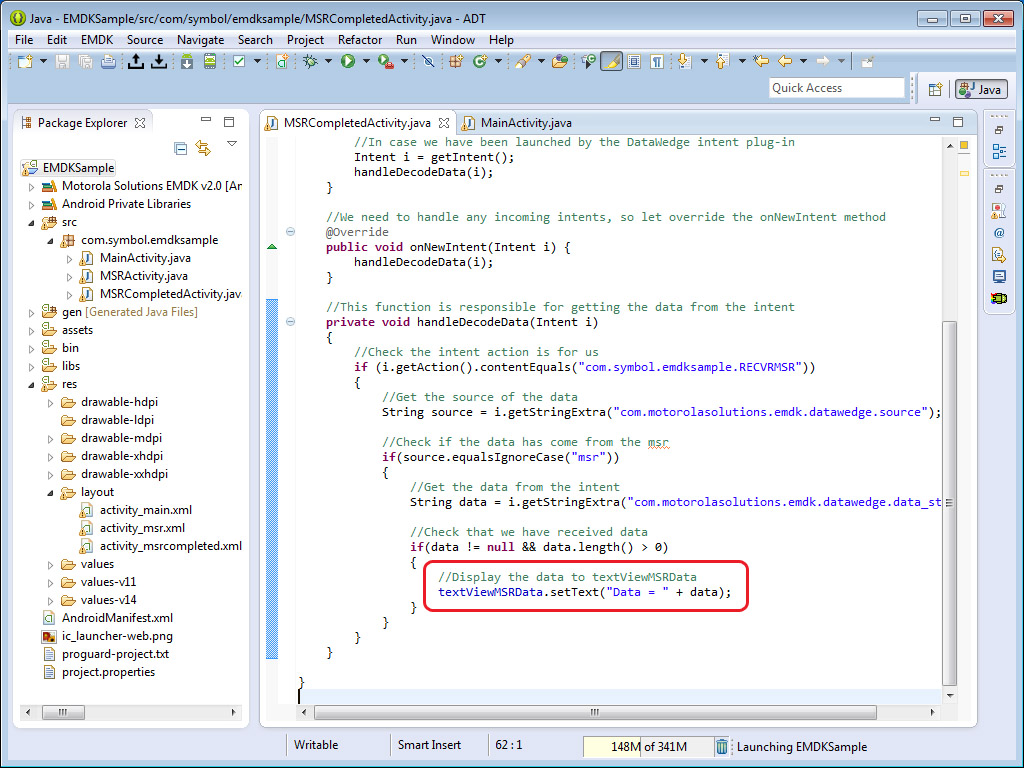 Java - EMDKSample/src/com/symbol/emdksample/MSRCompletedActivity.java - ADT
File Edit EMDK Source Navigate Search Project Refactor Run Window Help
Quick Access
Java
Package Explorer
EMDKSample
Motorola Solutions EMDK v2.0 [Ar
Android Private Libraries
src
com.symbol.emdksample
MainActivity.java
MSRActivity.java
MSRCompletedActivity.java
gen [Generated Java Files]
assets
bin
libs
res
drawable-hdpi
drawable-ldpi
drawable-mdpi
drawable-xhdpi
drawable-xxhdpi
layout
activity_main.xml
activity_msr.xml
activity_msrcompleted.xml
values
values-v11
values-v14
AndroidManifest.xml
ic_launcher-web.png
proguard-project.txt
project.properties
MSRCompletedActivity.java
MainActivity.java
//In case we have been launched by the DataWedge intent plug-in
Intent i = getIntent();
handleDecodeData(i);
}
//We need to handle any incoming intents, so let override the onNewIntent method
@Override
public void onNewIntent(Intent i) {
handleDecodeData(i);
}
//This function is responsible for getting the data from the intent
private void handleDecodeData(Intent i)
{
//Check the intent action is for us
if (i.getAction().contentEquals("com.symbol.emdksample.RECVRMSR"))
{
//Get the source of the data
String source = i.getStringExtra("com.motorolasolutions.emdk.datawedge.source");
//Check if the data has come from the msr
if(source.equalsIgnoreCase("msr"))
{
//Get the data from the intent
String data = i.getStringExtra("com.motorolasolutions.emdk.datawedge.data_st
//Check that we have received data
if(data != null && data.length() > 0)
{
//Display the data to textViewMSRData
textViewMSRData.setText("Data = " + data);
}
}
}
}
}
Writable
Smart Insert
62 : 1
148M of 341M
Launching EMDKSample